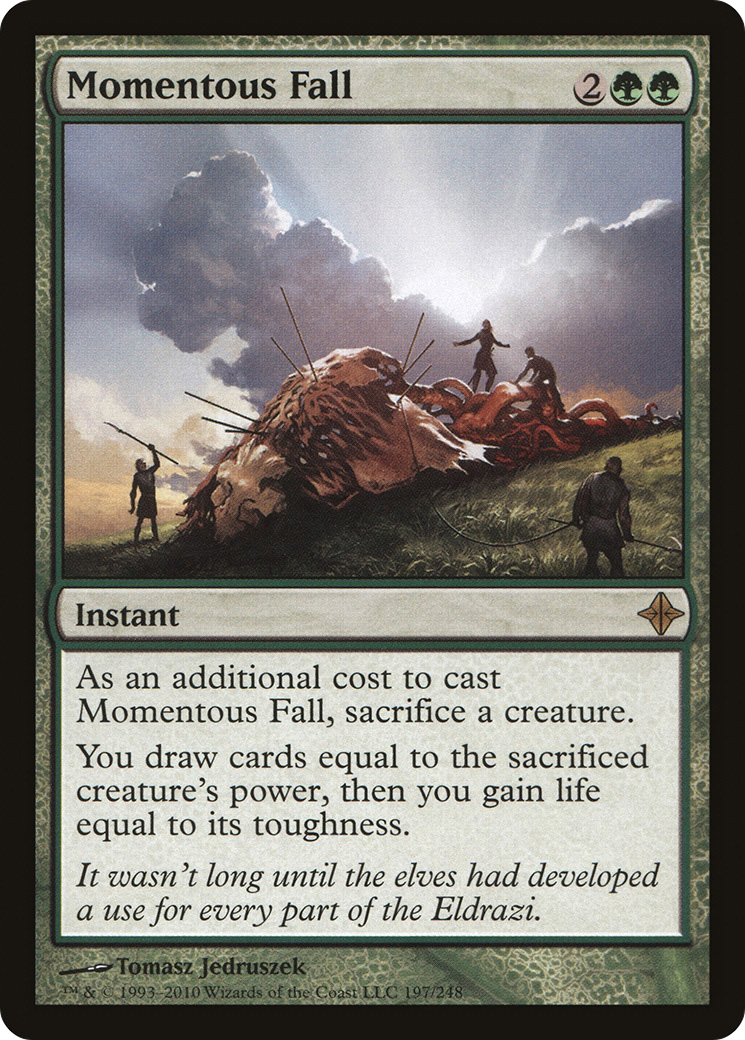 Momentous Fall 2
Instant
As an additional cost to cast
Momentous Fall, sacrifice a creature.
You draw cards equal to the sacrificed
creature's power, then you gain life
equal to its toughness.
It wasn't long until the elves had developed
a use for every part of the Eldrazi.
Tomasz Jedruszek
™ & © 1993–2010 Wizards of the Coast LLC 197/248